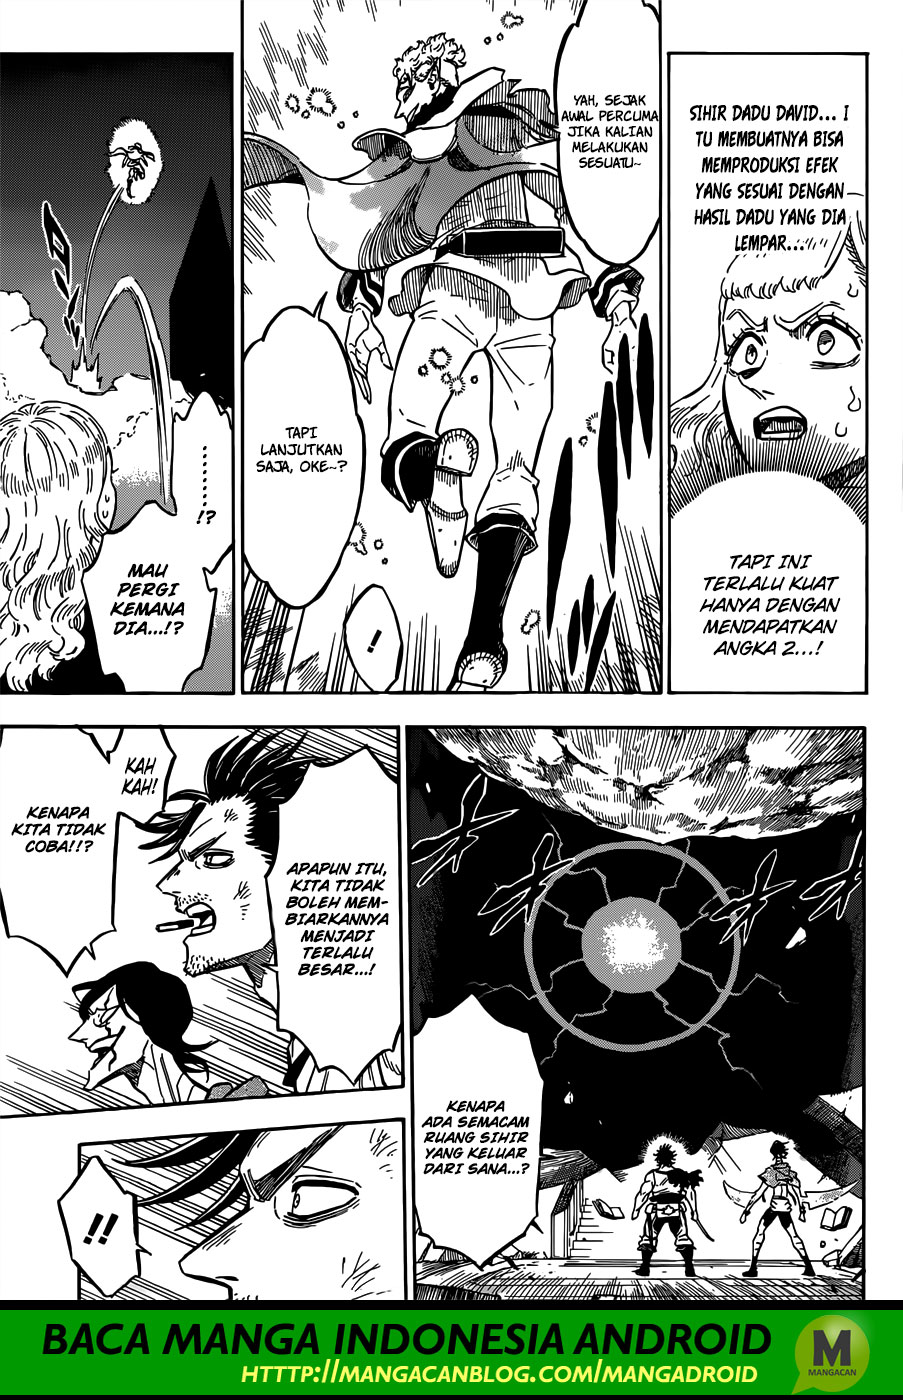 SIHIR DADU DAVID... I
TU MEMBUATNYA BISA
MEMPRODUKSI EFEK
YANG SESUAI DENGAN
HASIL DADU YANG DIA
LEMPAR...
TAPI INI
TERLALU KUAT
HANYA DENGAN
MENDAPATKAN
ANGKA 2...!
YAH, SEJAK
AWAL PERCUMA
JIKA KALIAN
MELAKUKAN
SESUATU~
TAPI
LANJUTKAN
SAJA, OKE~?
!
........
!?
MAU
PERGI
KEMANA
DIA...!?
KENAPA
ADA SEMACAM
RUANG SIHIR
YANG KELUAR
DARI SANA...?
APAPUN ITU,
KITA TIDAK
BOLEH MEM-
BIARKANNYA
MENJADI
TERLALU
BESAR...!
KAH
KAH!
KENAPA
KITA TIDAK
COBA!!?
!!
BACA MANGA INDONESIA ANDROID
HTTTP://MANGACANBLOG.COM/MANGADROID
M
MANGACAN